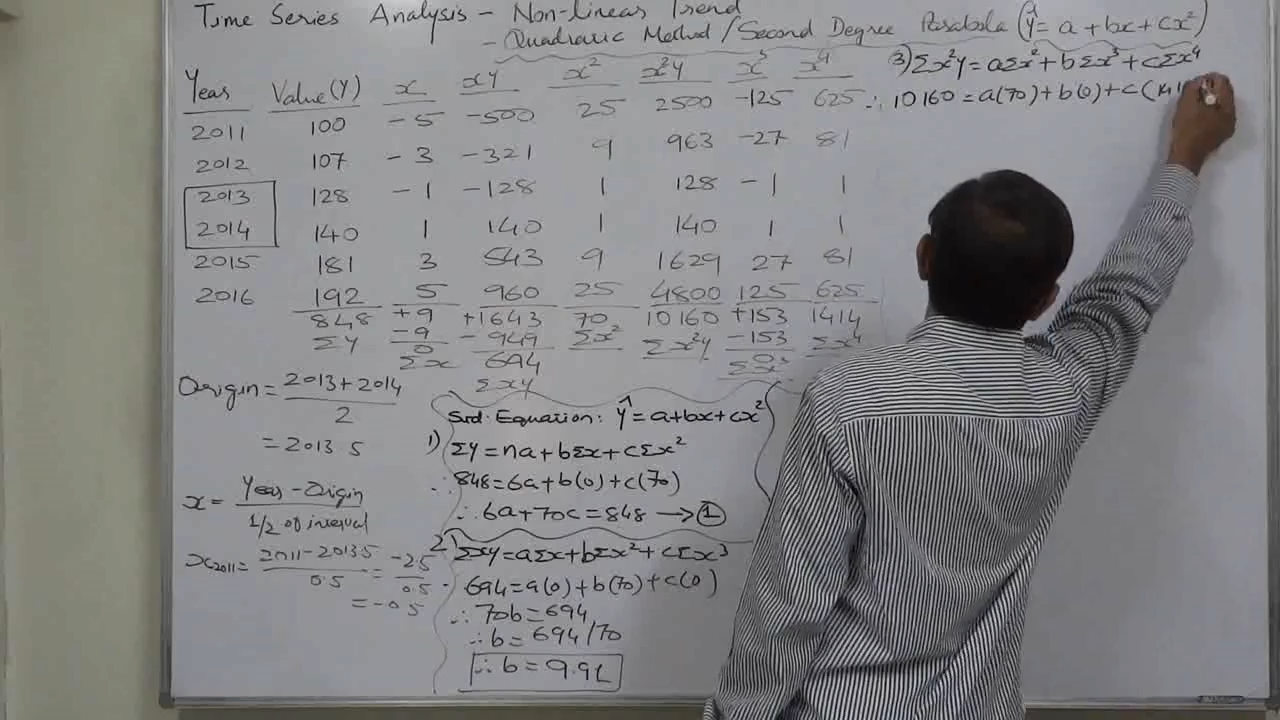 Time Series Analysis - Non-linear Trend
- Quadratic Method / Second Degree Parabola (Ŷ = a + bx + cx²)
Year Value (Y) x xy x² x²y x³ x⁴
2011 100 -5 -500 25 2500 -125 625
2012 107 -3 -321 9 963 -27 81
2013 128 -1 -128 1 128 -1 1
2014 140 1 140 1 140 1 1
2015 181 3 543 9 1629 27 81
2016 192 5 960 25 4800 125 625
848 +9 +1643 70 10160 +153 1414
ΣY -9 -949 Σx² Σx²y -153 Σx⁴
0 694 0
Σx Σxy Σx³
Origin = 2013+2014
2
= 2013.5
x = Year - Origin
1/2 of interval
x2011 = 2011-2013.5 = -2.5
0.5 0.5
= -0.5
Std. Equation: Ŷ = a+bx+cx²
1) ΣY = na + bΣx + cΣx²
∴ 848 = 6a + b(0) + c(70)
∴ 6a + 70c = 848 → 1
2) Σxy = aΣx + bΣx² + cΣx³
694 = a(0) + b(70) + c(0)
∴ 70b = 694
∴ b = 694/70
∴ b = 9.91
3) Σx²y = aΣx² + bΣx³ + cΣx⁴
∴ 10160 = a(70) + b(0) + c(141